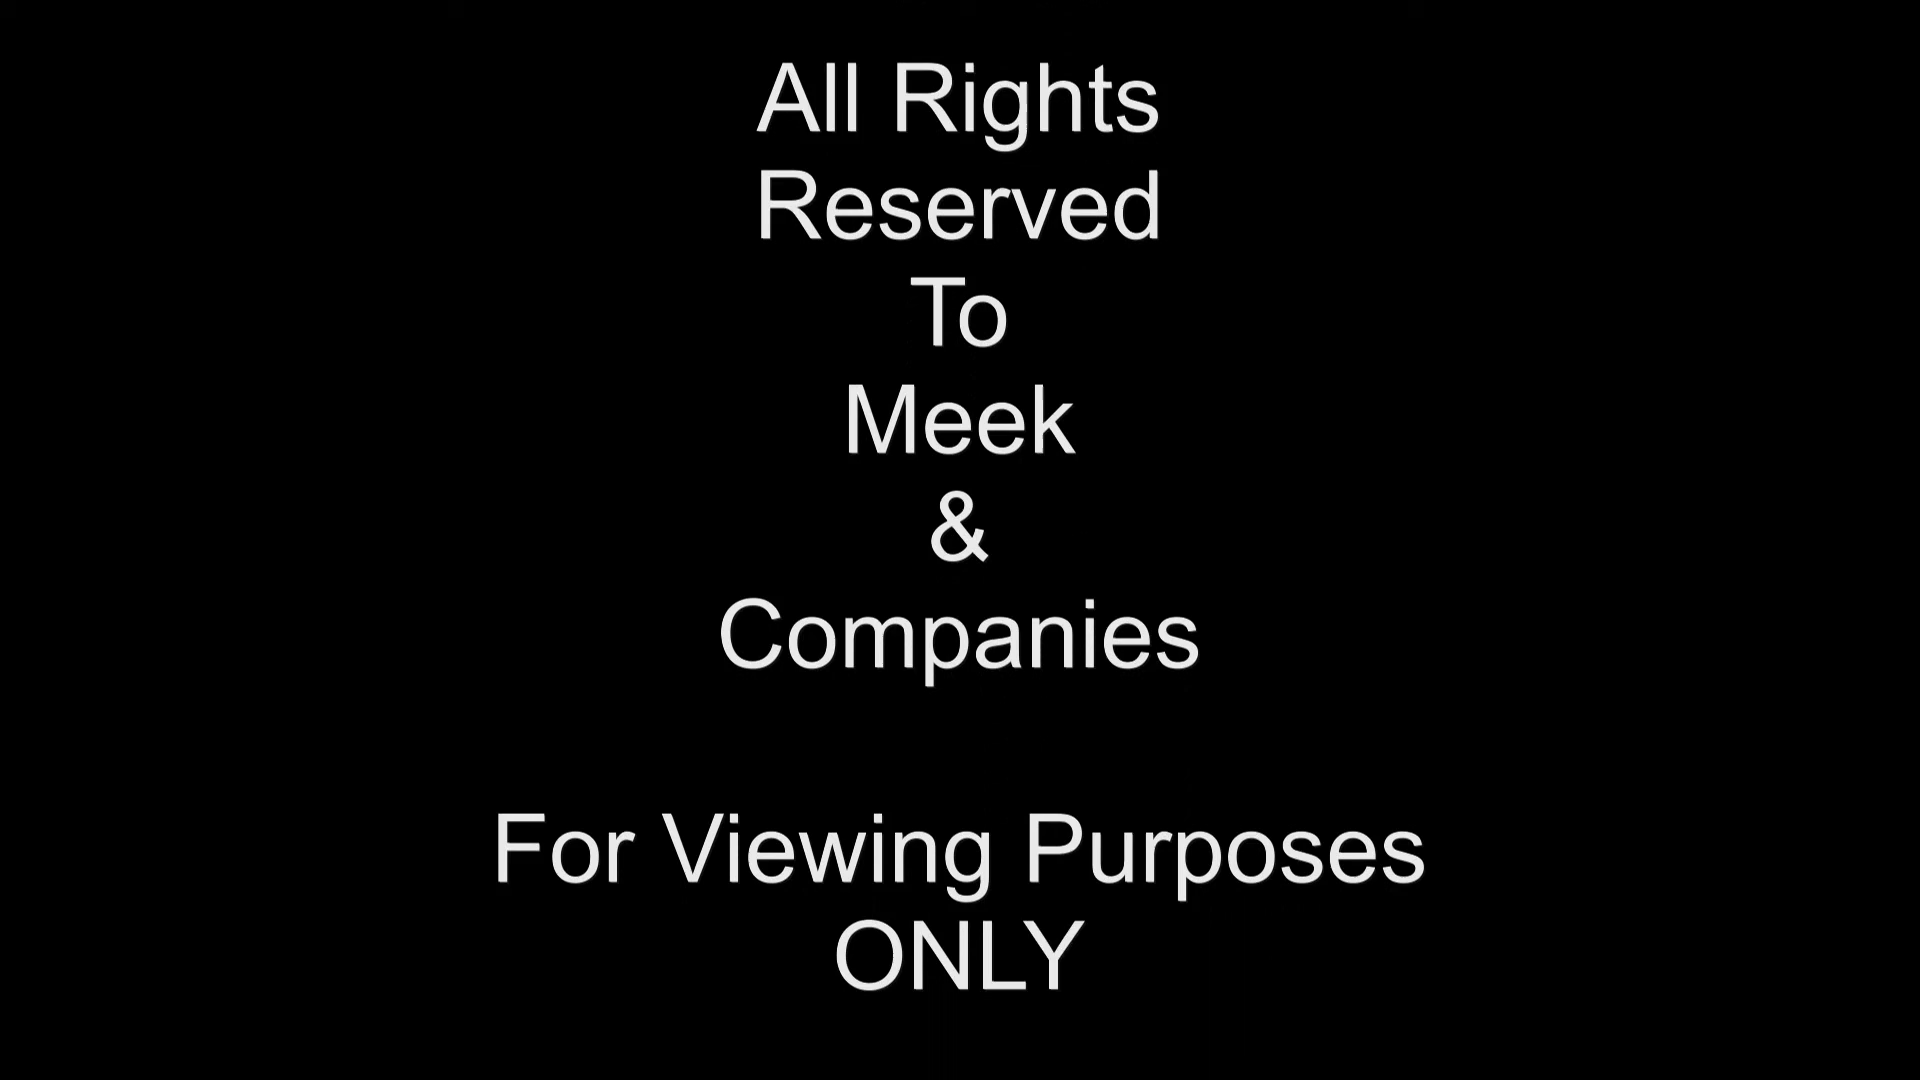 All Rights
Reserved
To
Meek
&
Companies
For Viewing Purposes
ONLY